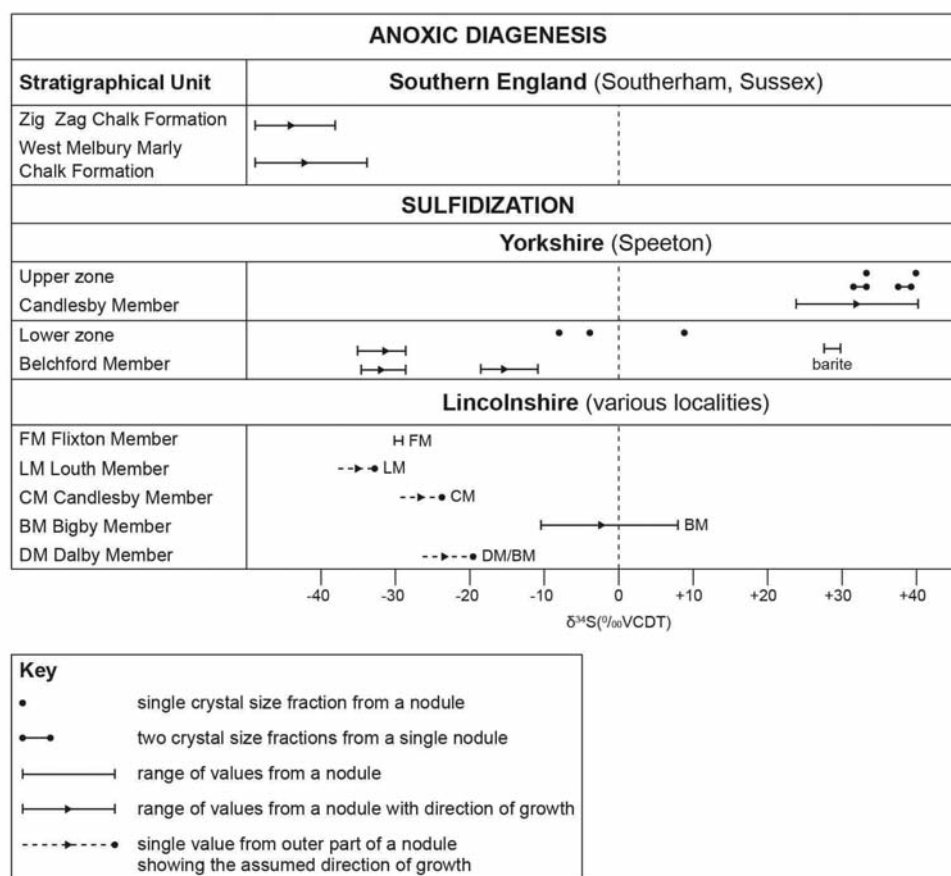 ANOXIC DIAGENESIS
Stratigraphical Unit
Southern England (Southerham, Sussex)
Zig Zag Chalk Formation
West Melbury Marly
Chalk Formation
SULFIDIZATION
Yorkshire (Speeton)
Upper zone
Candlesby Member
Lower zone
Belchford Member
barite
Lincolnshire (various localities)
FM Flixton Member
FM
LM Louth Member
LM
CM Candlesby Member
CM
BM Bigby Member
BM
DM Dalby Member
DM/BM
-40 -30 -20 -10 0 +10 +20 +30 +40
δ³⁴S(⁰/₀₀VCDT)
Key
single crystal size fraction from a nodule
two crystal size fractions from a single nodule
range of values from a nodule
range of values from a nodule with direction of growth
single value from outer part of a nodule
showing the assumed direction of growth